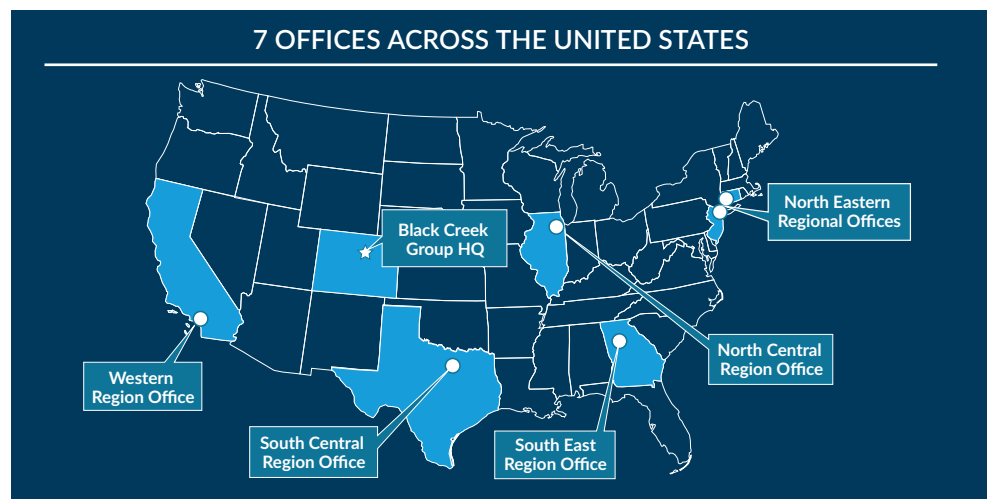 7 OFFICES ACROSS THE UNITED STATES
North Eastern
Regional Offices
Black Creek
Group HQ
North Central
Region Office
Western
Region Office
South Central
Region Office
South East
Region Office